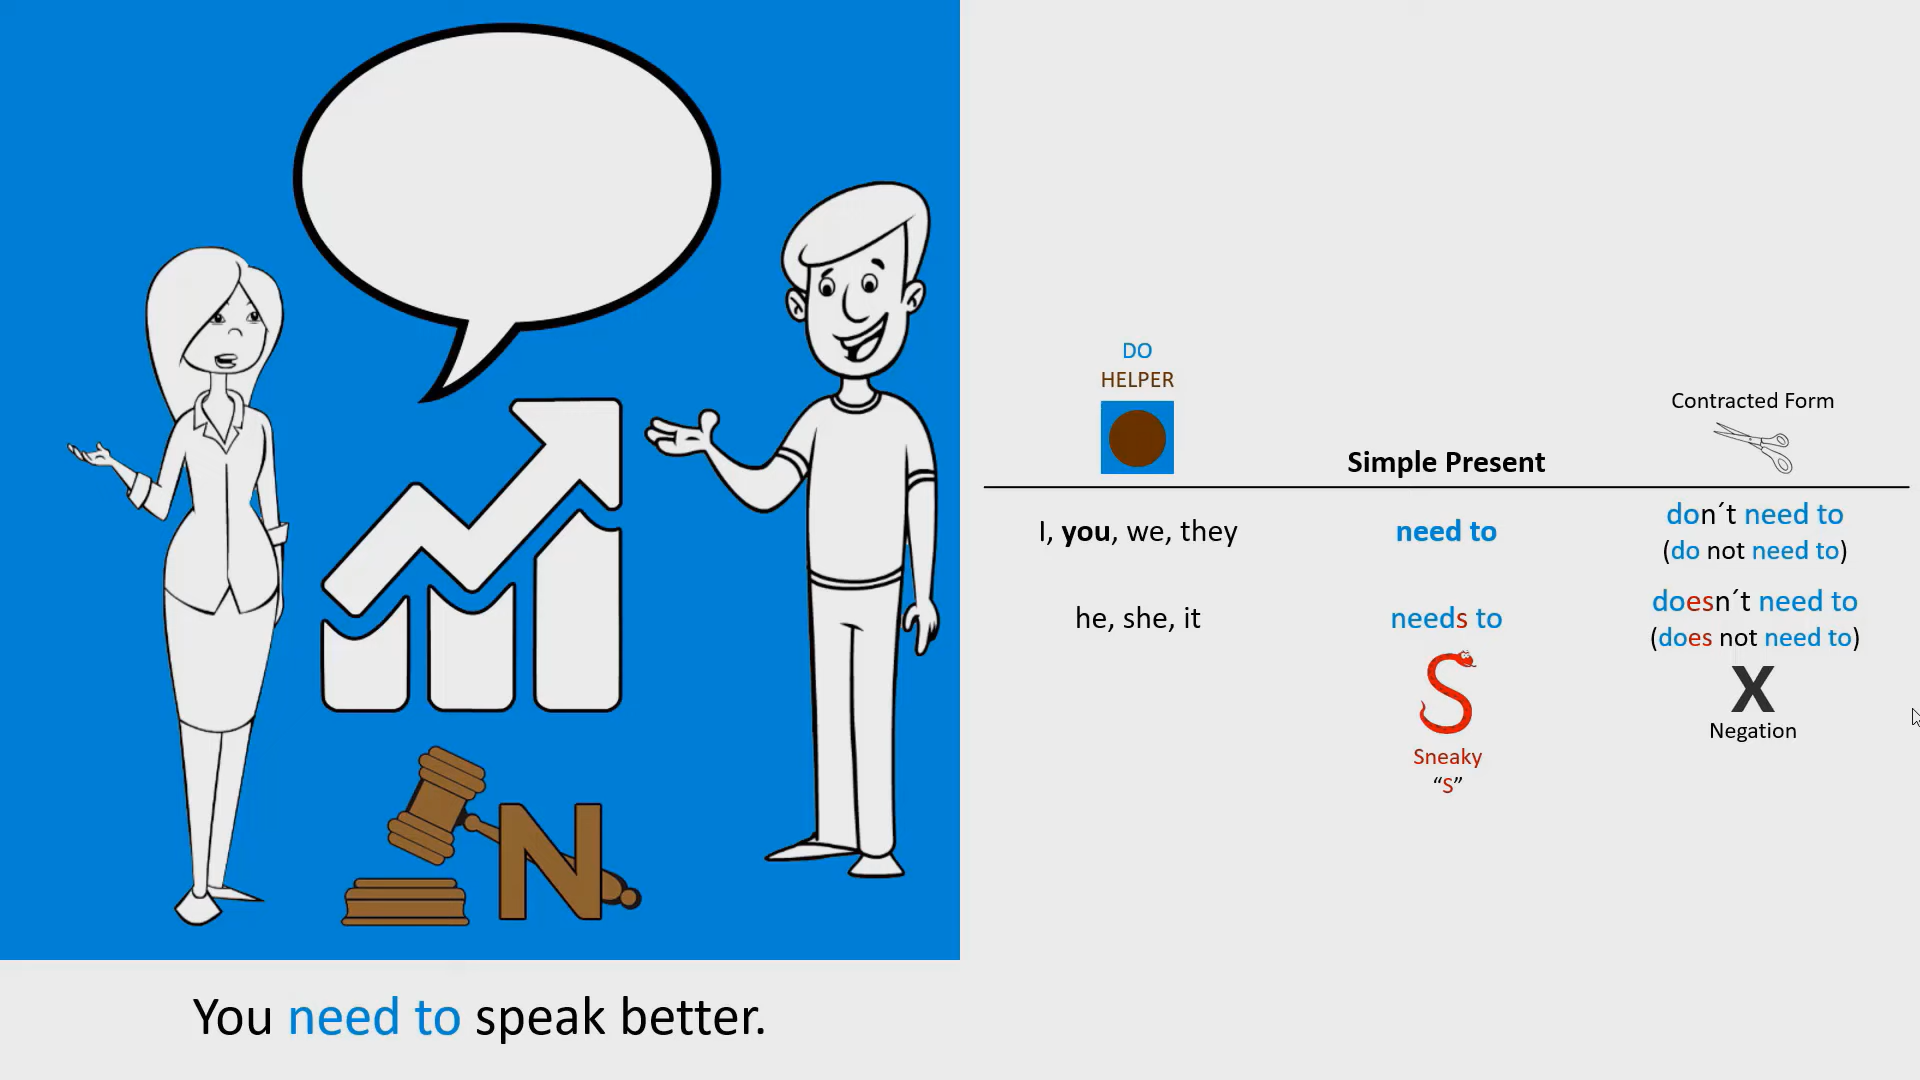 N
You need to speak better.
DO
HELPER
Simple Present
Contracted Form
I, you, we, they
need to
don´t need to
(do not need to)
he, she, it
needs to
doesn´t need to
(does not need to)
S
Sneaky
“S”
X
Negation